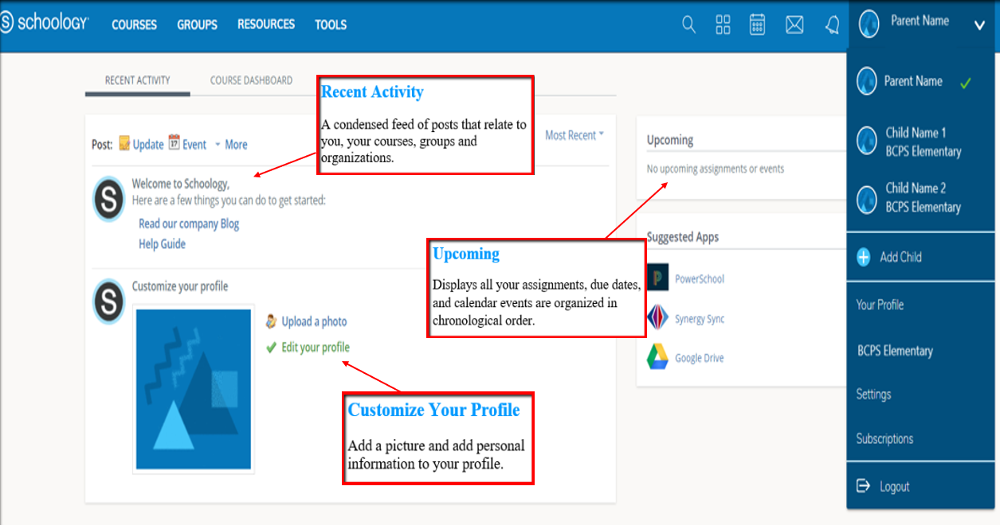 S schoology®
COURSES
GROUPS
RESOURCES
TOOLS
Parent Name
RECENT ACTIVITY
COURSE DASHBOARD
Recent Activity
A condensed feed of posts that relate to
you, your courses, groups and
organizations.
Post: Update 17 Event More
Most Recent
S
Welcome to Schoology,
Here are a few things you can do to get started:
Read our company Blog
Help Guide
S
Customize your profile
Upload a photo
Edit your profile
Customize Your Profile
Add a picture and add personal
information to your profile.
Upcoming
No upcoming assignments or events
Upcoming
Displays all your assignments, due dates,
and calendar events are organized in
chronological order.
Suggested Apps
P PowerSchool
Synergy Sync
Google Drive
Parent Name
Child Name 1
BCPS Elementary
Child Name 2
BCPS Elementary
Add Child
Your Profile
BCPS Elementary
Settings
Subscriptions
Logout